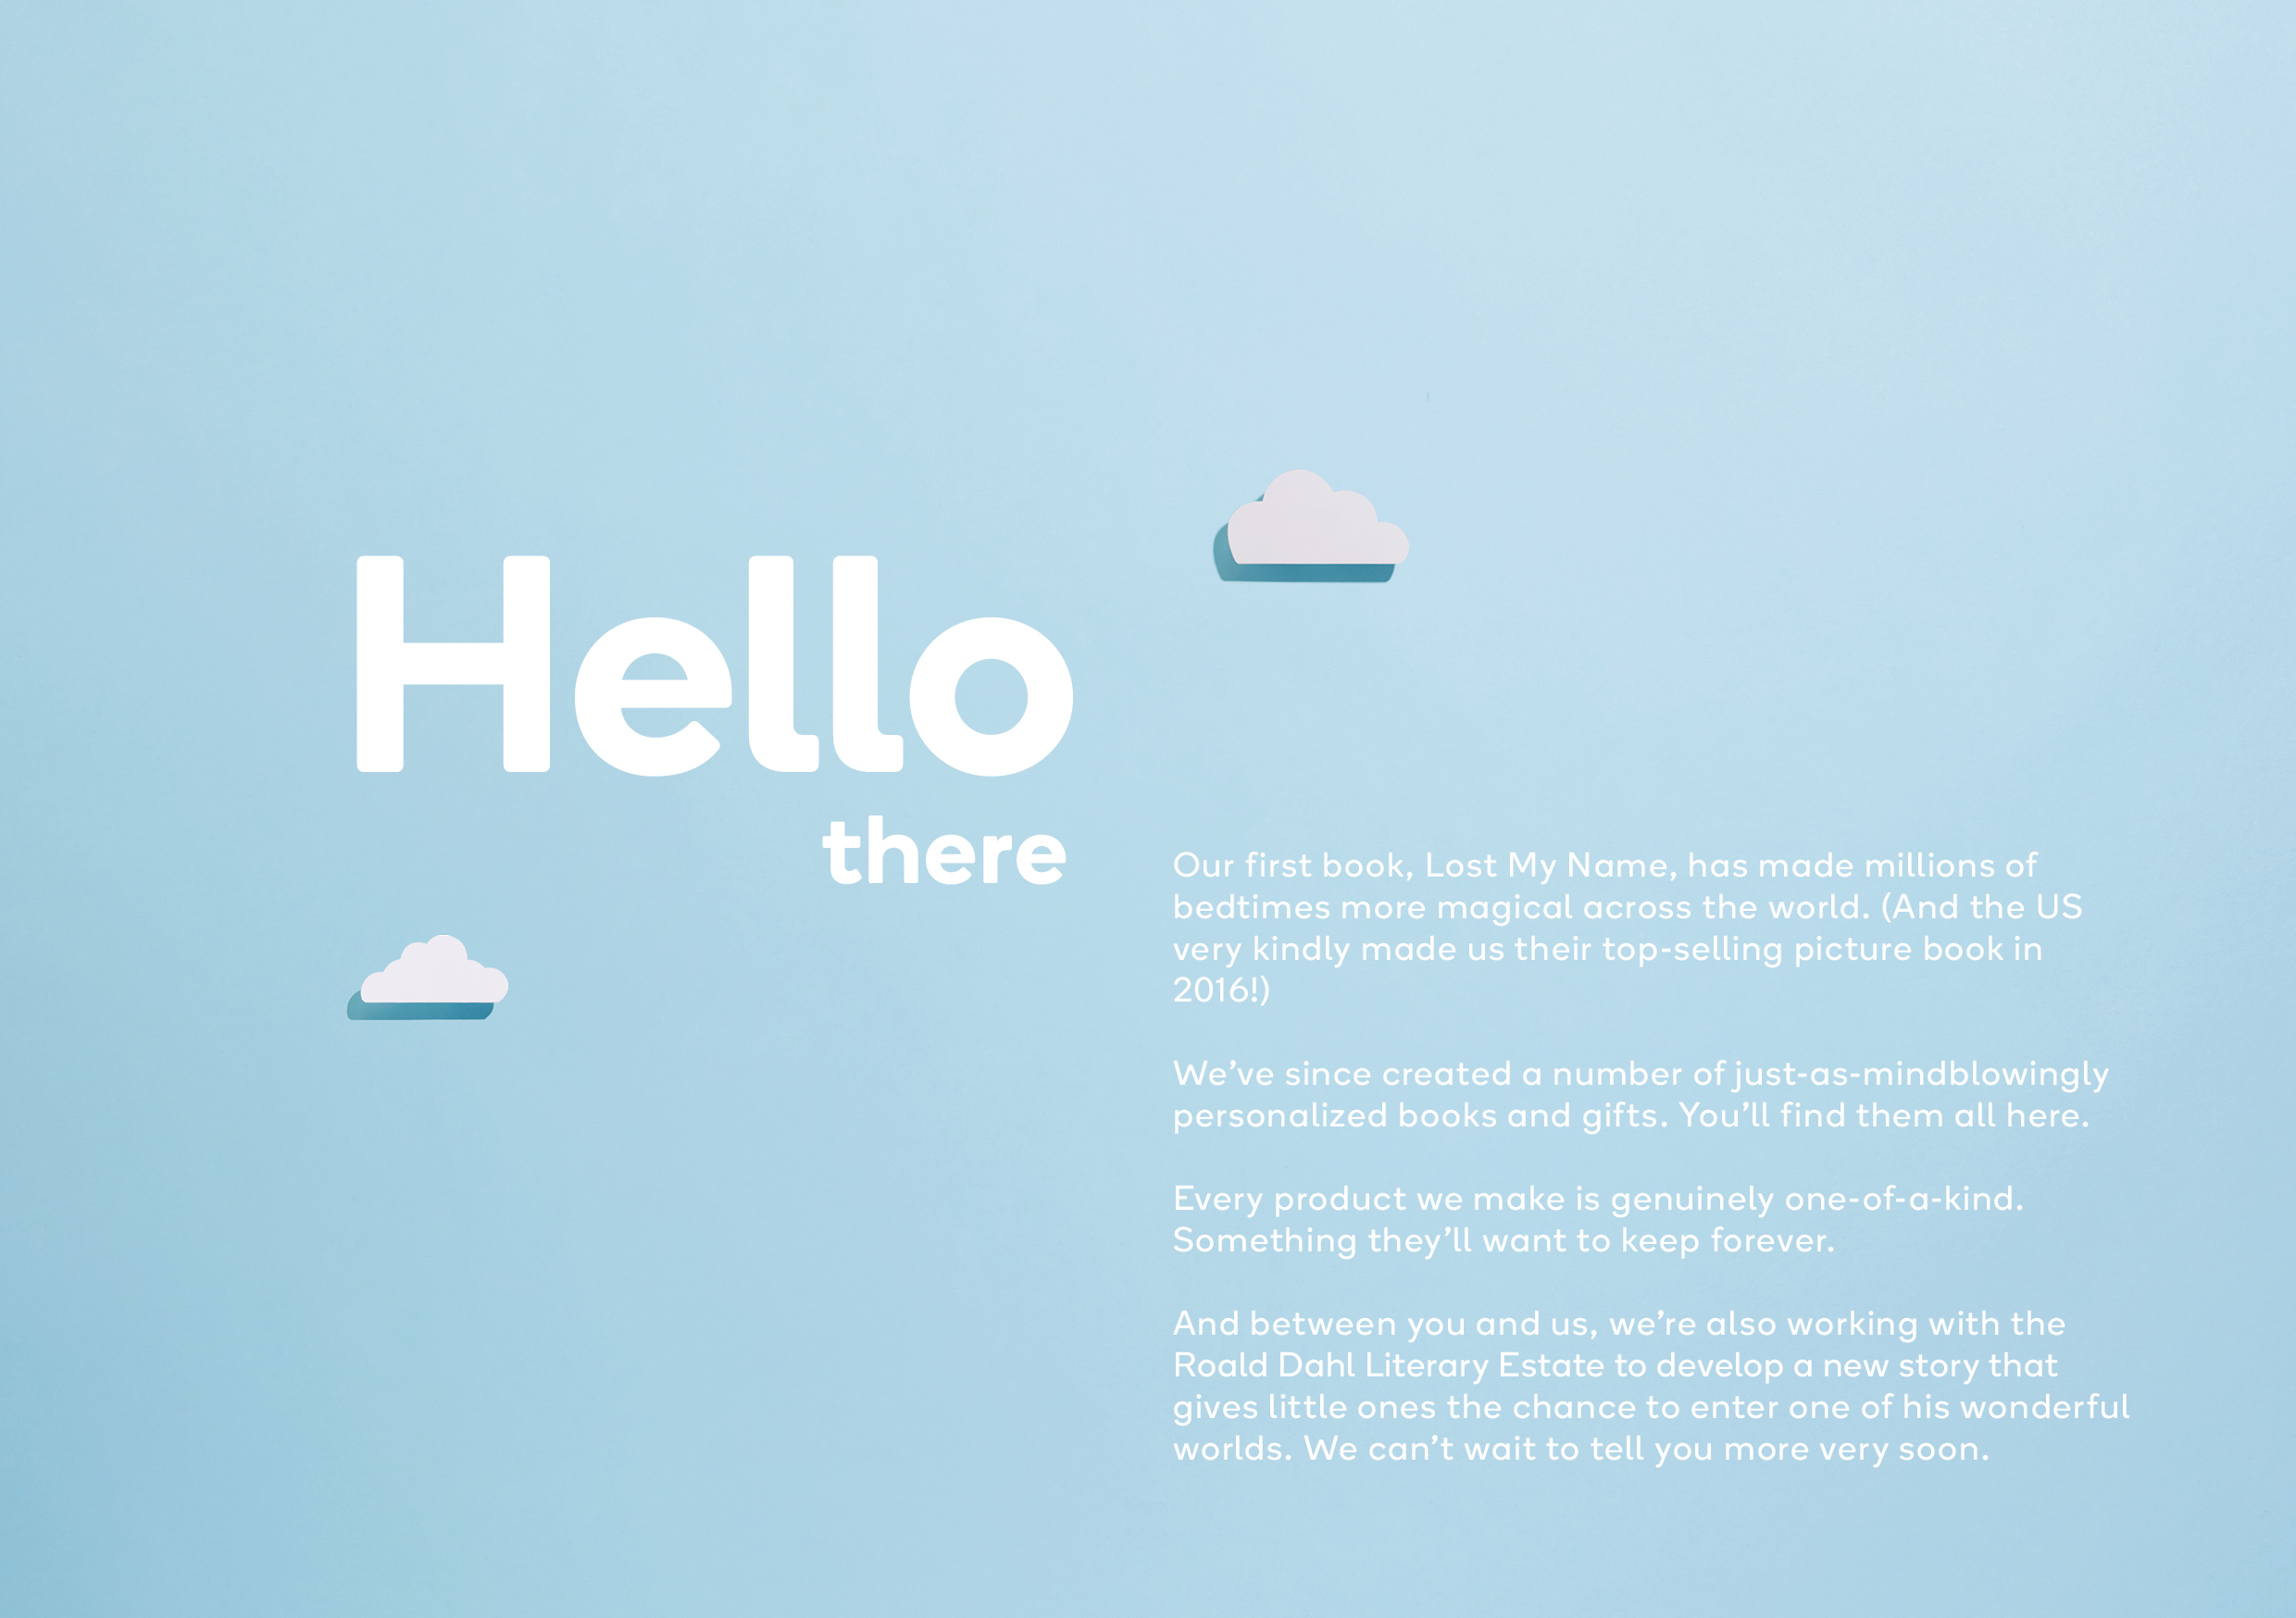 Hello
there
Our first book, Lost My Name, has made millions of
bedtimes more magical across the world. (And the US
very kindly made us their top-selling picture book in
2016!)
We’ve since created a number of just-as-mindblowingly
personalized books and gifts. You’ll find them all here.
Every product we make is genuinely one-of-a-kind.
Something they’ll want to keep forever.
And between you and us, we’re also working with the
Roald Dahl Literary Estate to develop a new story that
gives little ones the chance to enter one of his wonderful
worlds. We can’t wait to tell you more very soon.